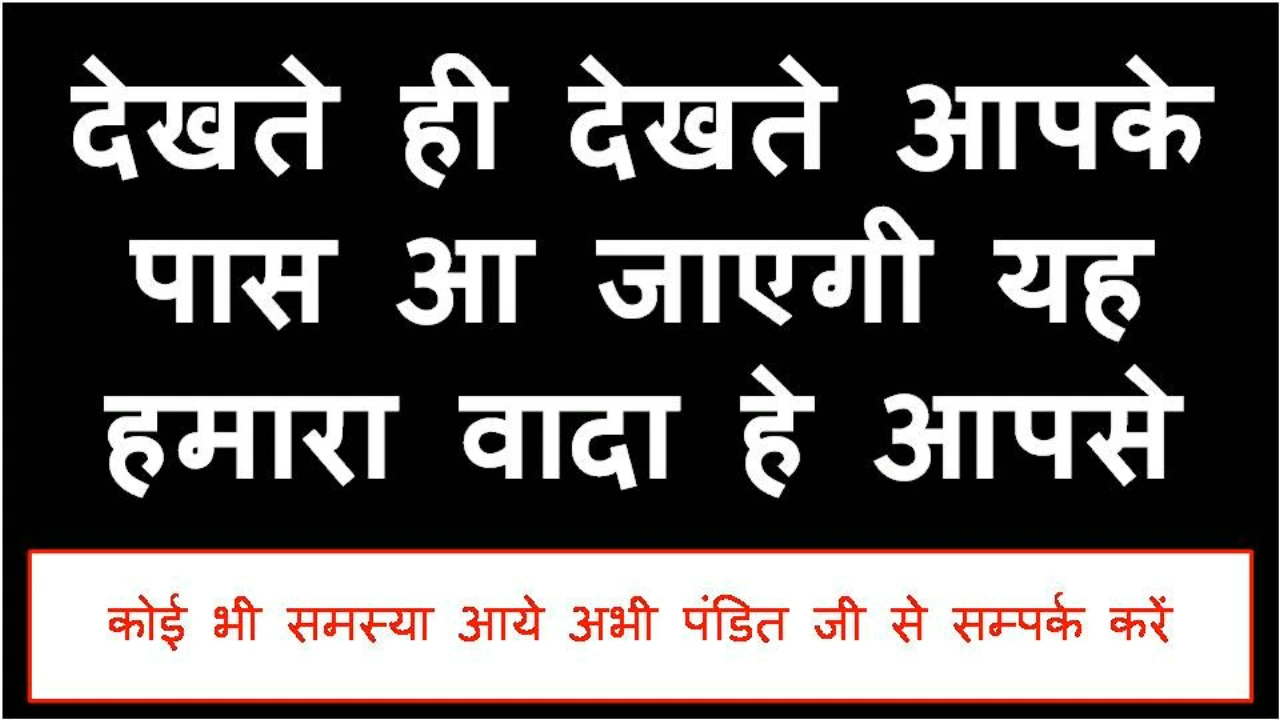 देखते ही देखते आपके
पास आ जाएगी यह
हमारा वादा हे आपसे
कोई भी समस्या आये अभी पंडित जी से सम्पर्क करें